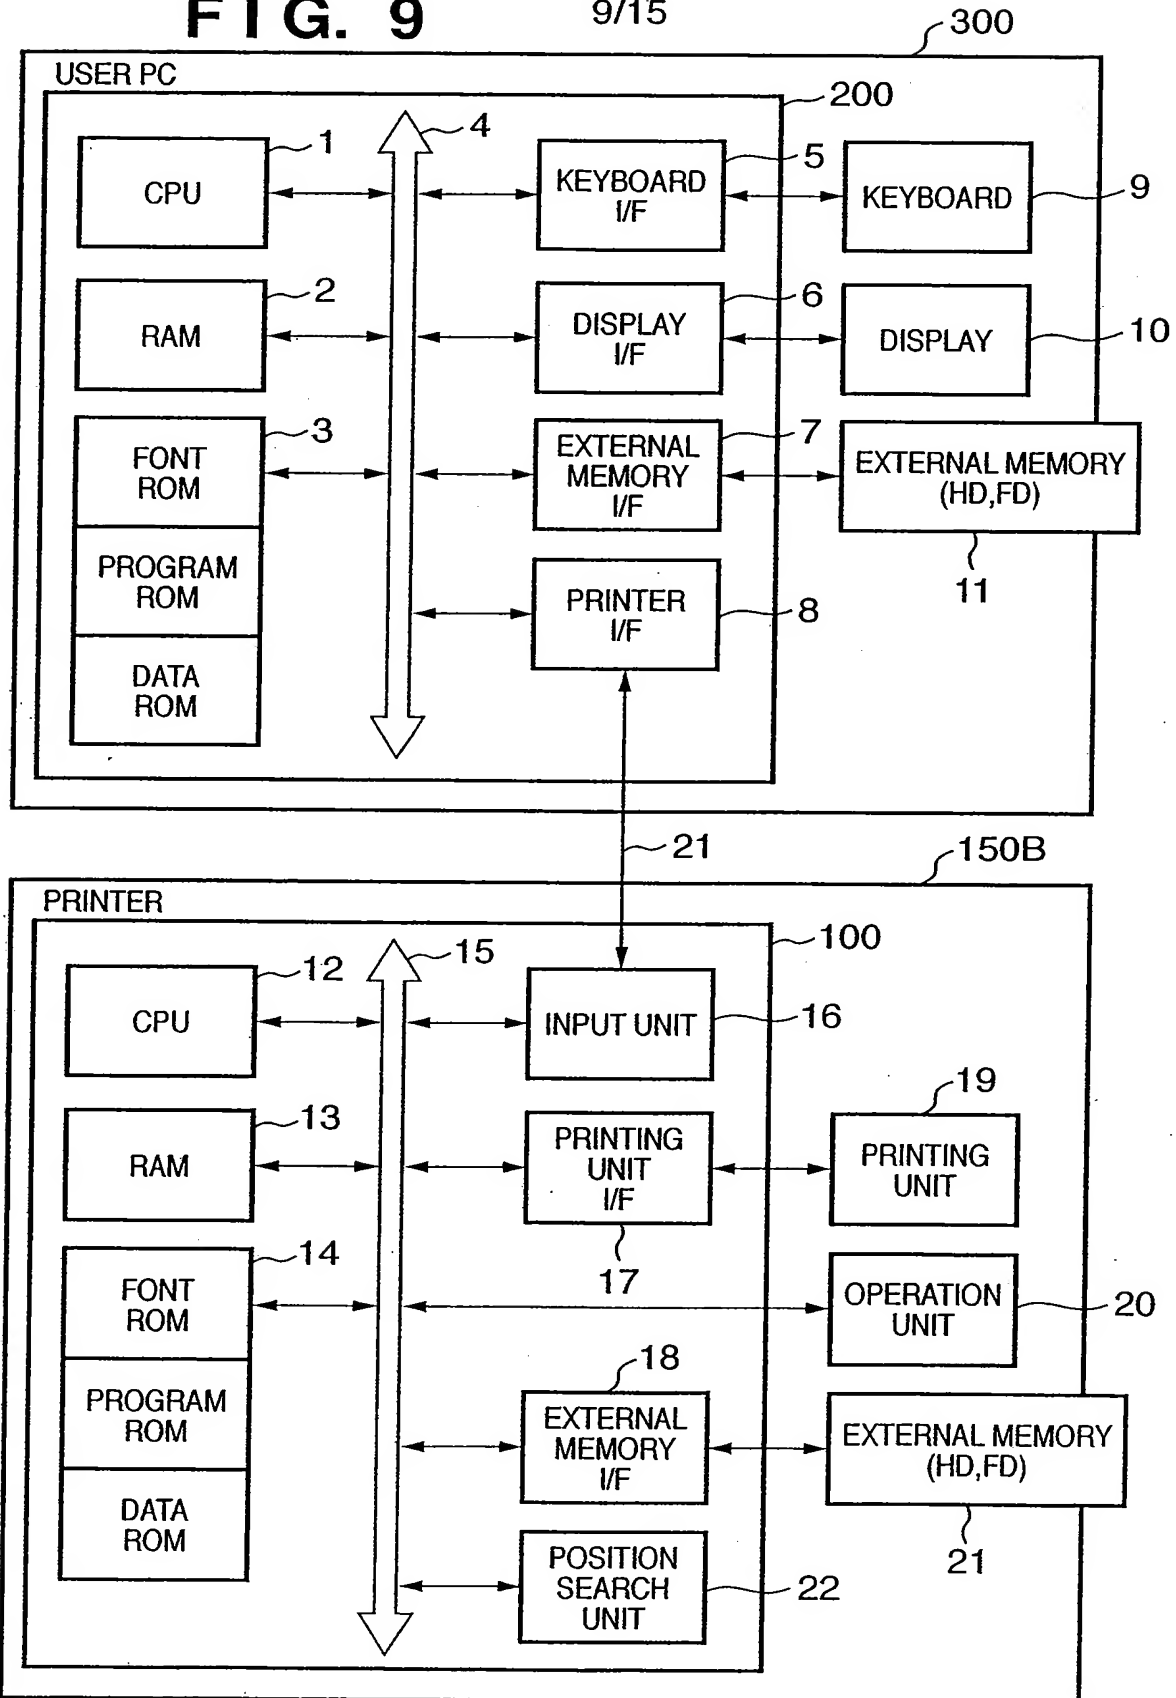 FIG. 9
9/15
300
USER PC
200
1
4
5
CPU
KEYBOARD
I/F
KEYBOARD
9
2
6
RAM
DISPLAY
I/F
DISPLAY
10
3
7
FONT
ROM
EXTERNAL
MEMORY
I/F
EXTERNAL MEMORY
(HD,FD)
11
PROGRAM
ROM
PRINTER
I/F
8
DATA
ROM
21
150B
PRINTER
100
12
15
CPU
INPUT UNIT
16
13
19
RAM
PRINTING
UNIT
I/F
PRINTING
UNIT
17
14
FONT
ROM
OPERATION
UNIT
20
18
PROGRAM
ROM
EXTERNAL
MEMORY
I/F
EXTERNAL MEMORY
(HD,FD)
21
DATA
ROM
POSITION
SEARCH
UNIT
22